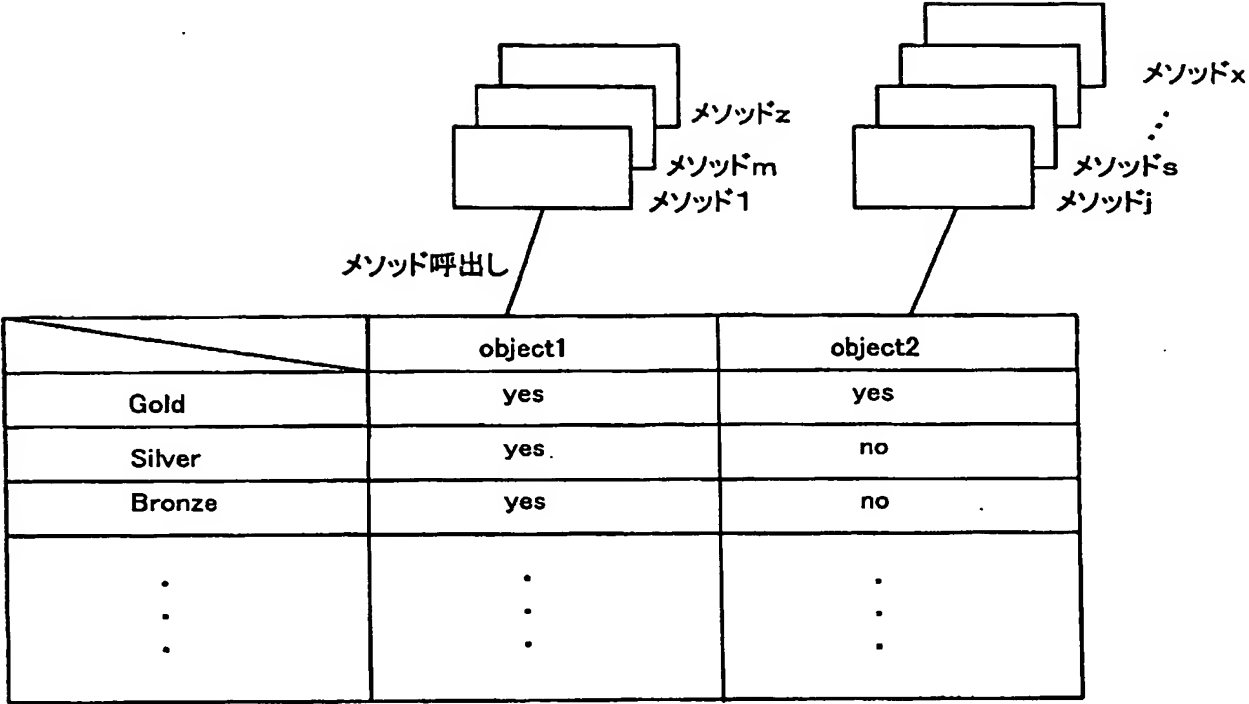 メソッドx
メソッドz
メソッドm
メソッドs
メソッド1
メソッドj
メソッド呼出し
object1 object2
Gold yes yes
Silver yes no
Bronze yes no